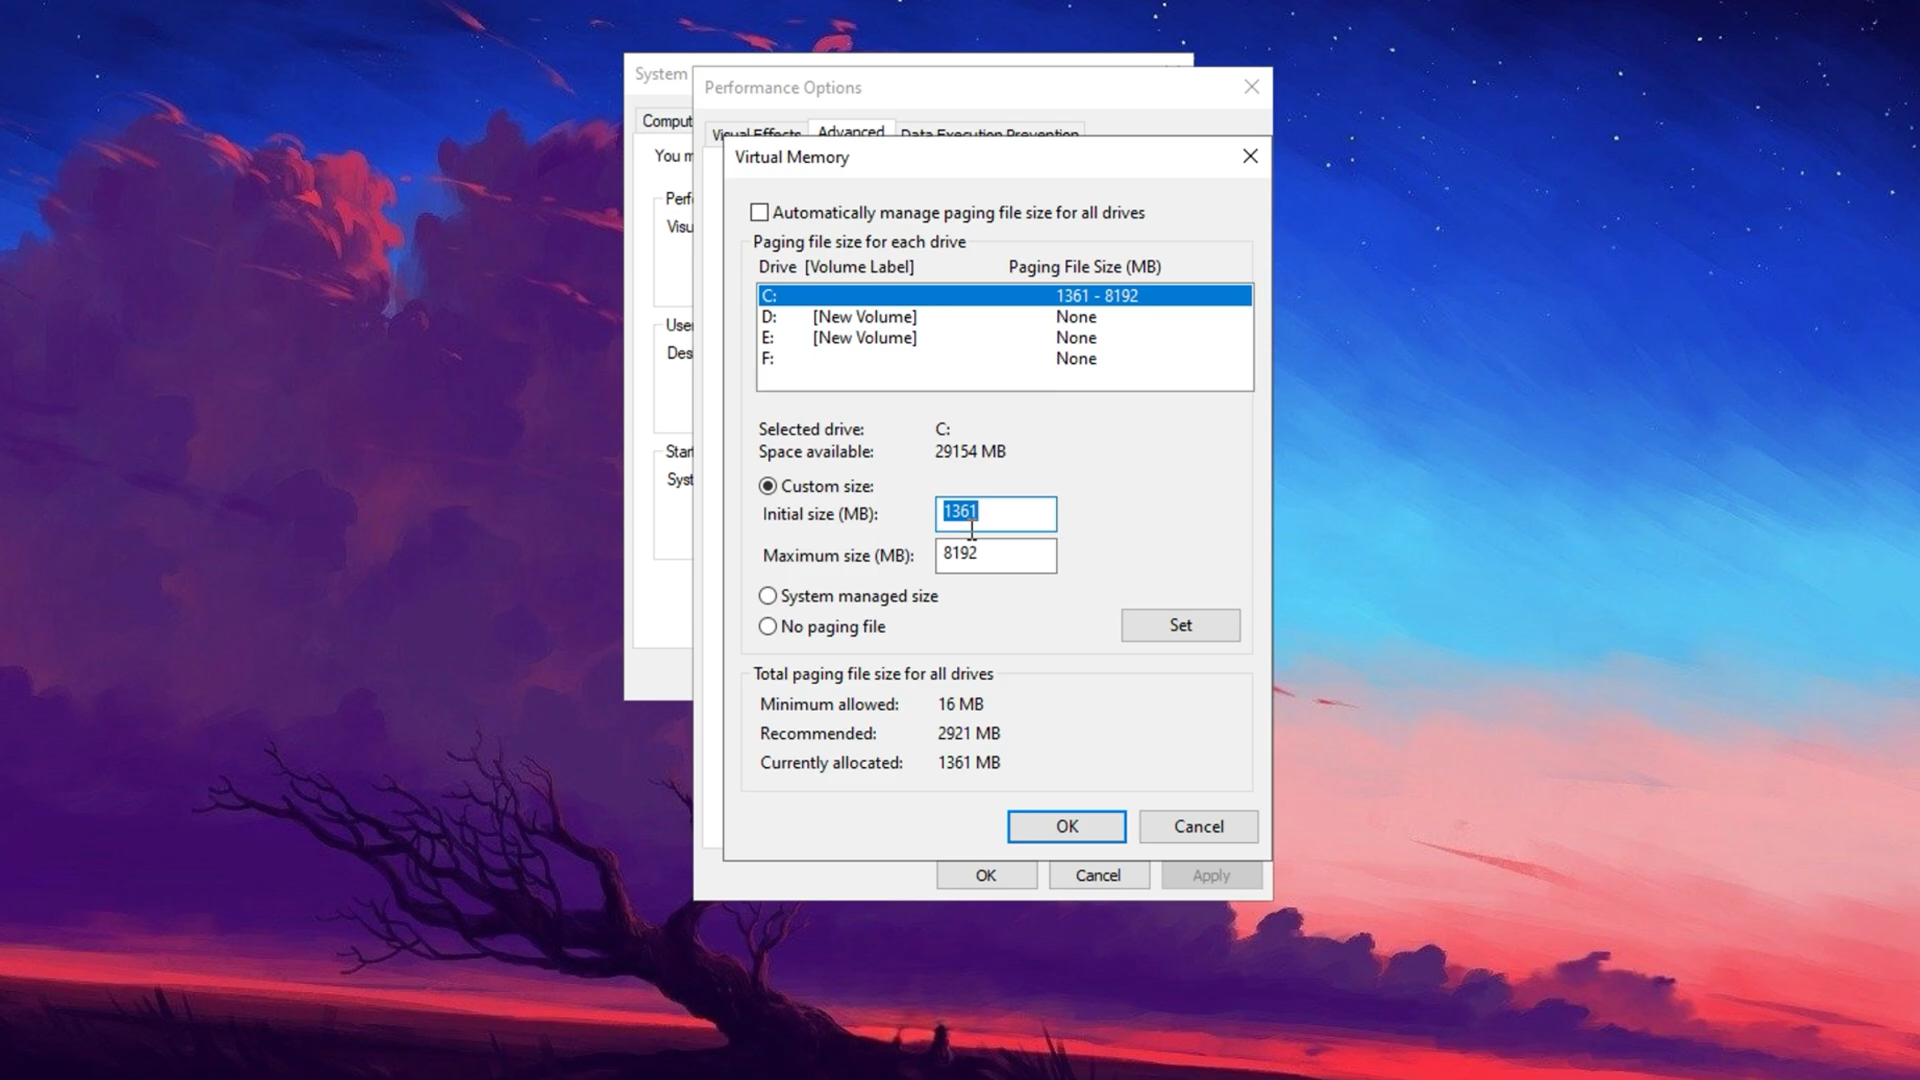 System
Performance Options
Comput
Visual Effects Advanced Data Execution Prevention
You m
Virtual Memory
Perf
Visu
Automatically manage paging file size for all drives
Paging file size for each drive
Drive [Volume Label] Paging File Size (MB)
C: 1361 - 8192
D: [New Volume] None
E: [New Volume] None
F: None
User
Des
Selected drive: C:
Space available: 29154 MB
Start
Syst
Custom size:
Initial size (MB): 1361
Maximum size (MB): 8192
System managed size
No paging file
Set
Total paging file size for all drives
Minimum allowed: 16 MB
Recommended: 2921 MB
Currently allocated: 1361 MB
OK Cancel
OK Cancel Apply